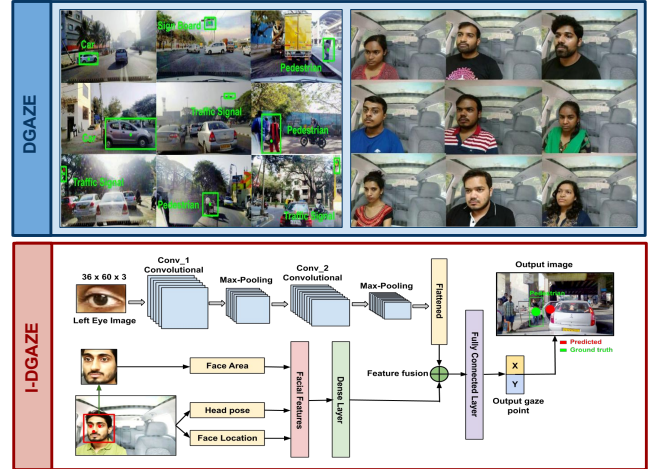 DGAZE
Car
Sign Board
Pedestrian
Car
Traffic Signal
Pedestrian
Traffic Signal
Pedestrian
Traffic Signal
I-DGAZE
36 x 60 x 3
Left Eye Image
Conv_1
Convolutional
Max-Pooling
Conv_2
Convolutional
Max-Pooling
Flattened
Output image
Pedestrian
Predicted
Ground truth
Face Area
Head pose
Face Location
Facial Features
Dense Layer
Feature fusion
Fully Connected Layer
X
Y
Output gaze
point